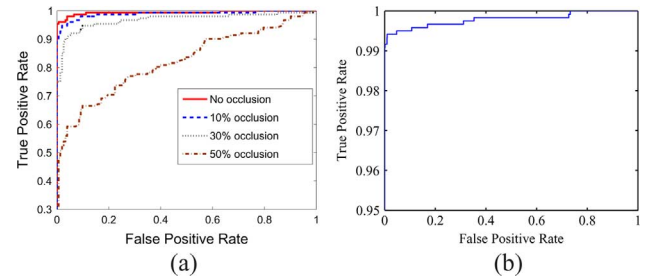 True Positive Rate
1
0.9
0.8
0.7
0.6
0.5
0.4
0.3
No occlusion
10% occlusion
30% occlusion
50% occlusion
0 0.2 0.4 0.6 0.8 1
False Positive Rate
(a)
True Positive Rate
1
0.99
0.98
0.97
0.96
0.95
0 0.2 0.4 0.6 0.8 1
False Positive Rate
(b)